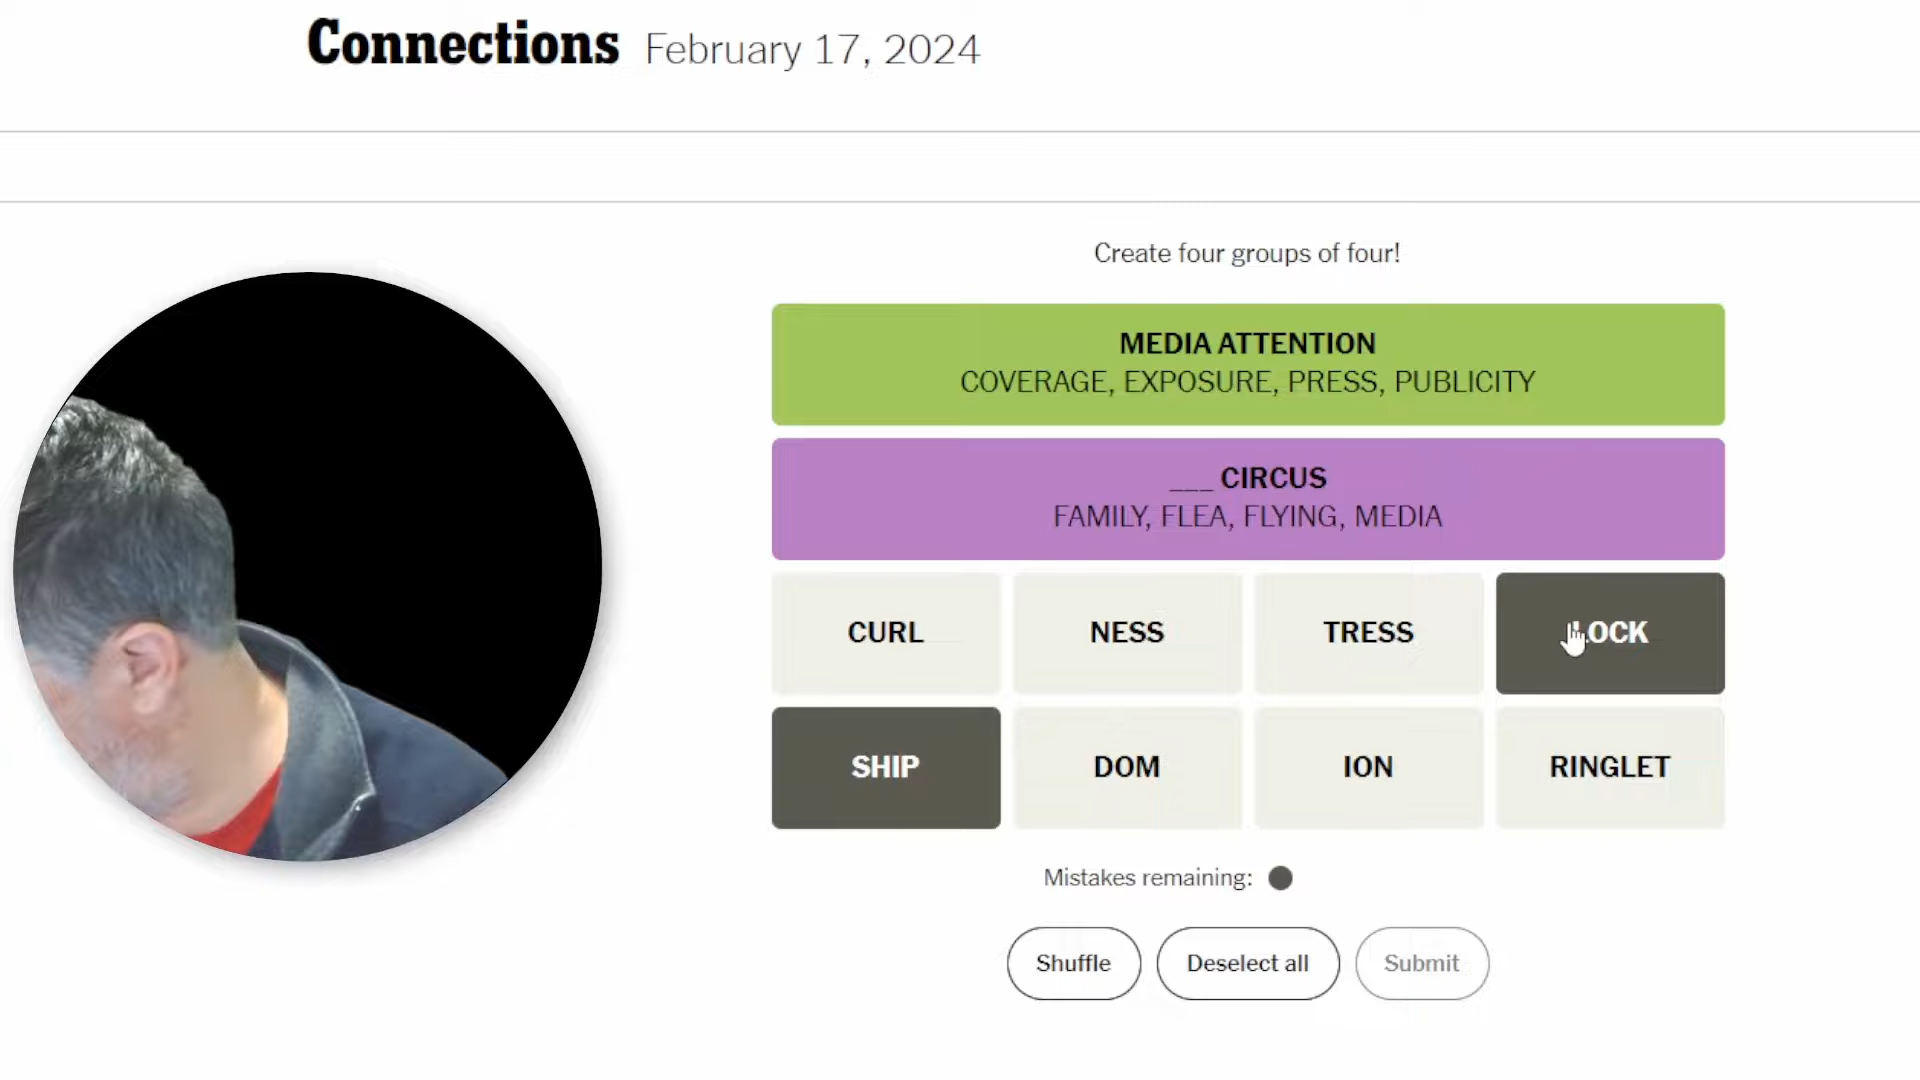 Connections February 17, 2024
Create four groups of four!
MEDIA ATTENTION
COVERAGE, EXPOSURE, PRESS, PUBLICITY
___ CIRCUS
FAMILY, FLEA, FLYING, MEDIA
CURL NESS TRESS LOCK
SHIP DOM ION RINGLET
Mistakes remaining:
Shuffle Deselect all Submit